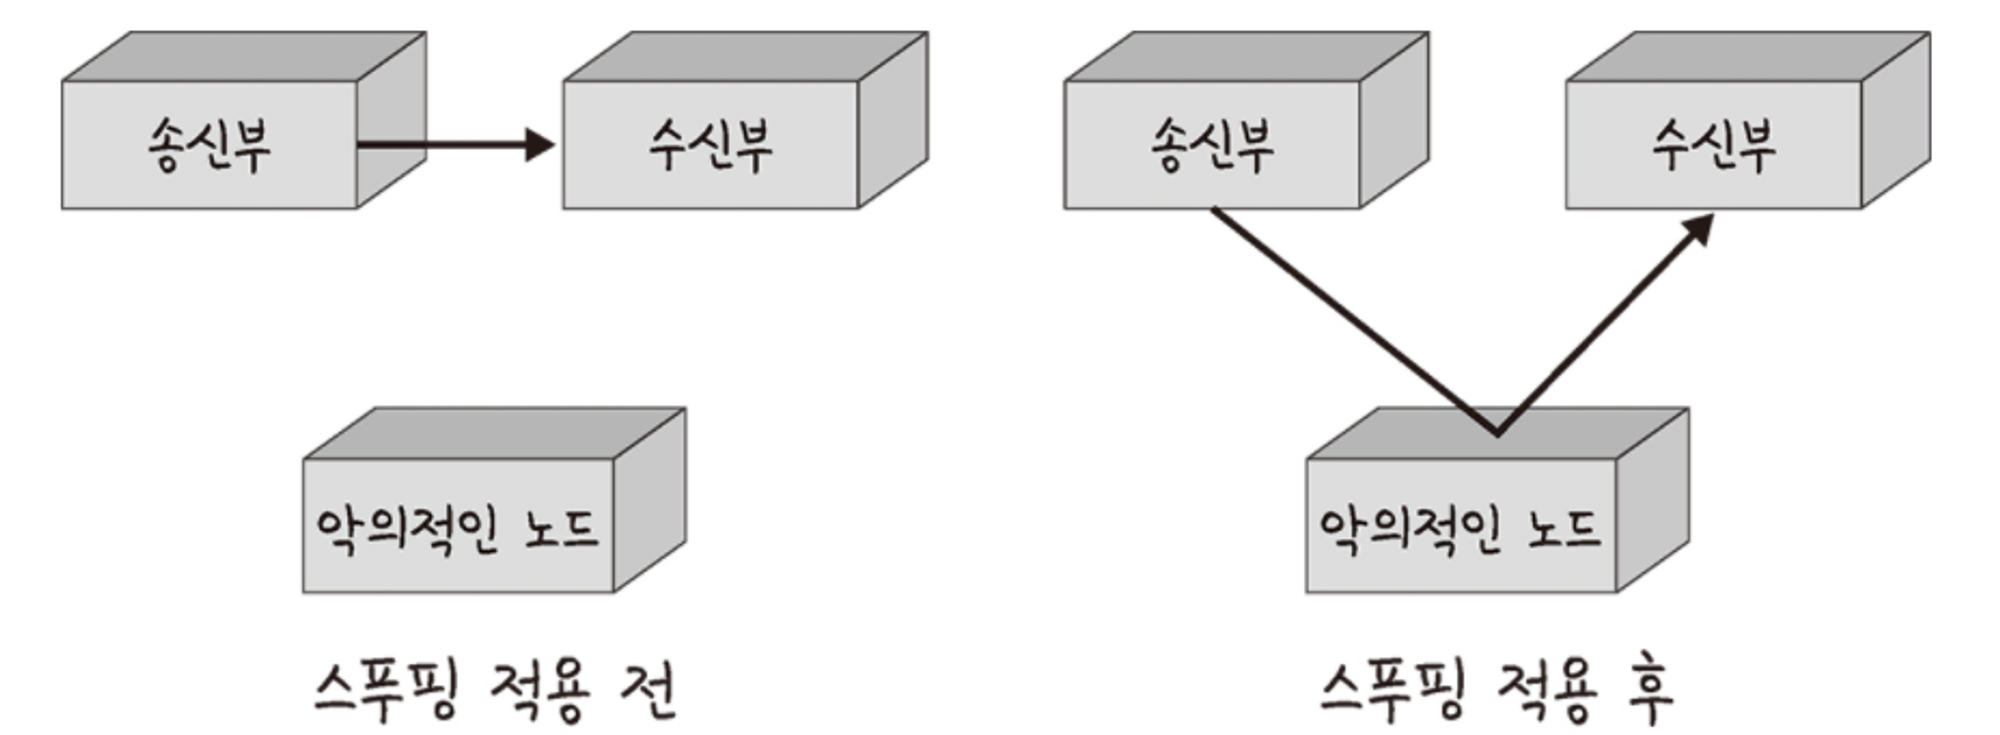 송신부
수신부
악의적인 노드
스푸핑 적용 전
송신부
수신부
악의적인 노드
스푸핑 적용 후